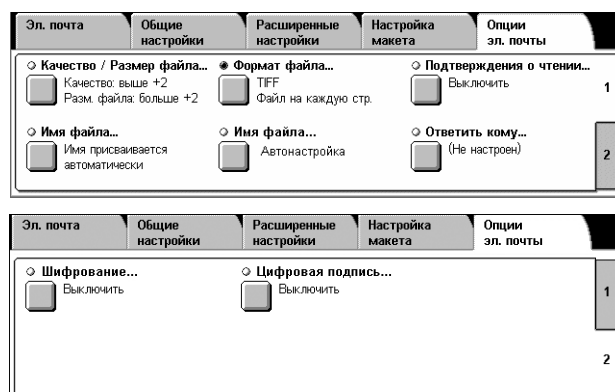 Эл. почта
Общие
настройки
Расширенные
настройки
Настройка
макета
Опции
эл. почты
Качество / Размер файла...
Качество: выше +2
Разм. файла: больше +2
Формат файла...
TIFF
Файл на каждую стр.
Подтверждения о чтении...
Выключить
1
Имя файла...
Имя присваивается
автоматически
Имя файла...
Автонастройка
Ответить кому...
(Не настроен)
2
Эл. почта
Общие
настройки
Расширенные
настройки
Настройка
макета
Опции
эл. почты
Шифрование...
Выключить
Цифровая подпись...
Выключить
1
2